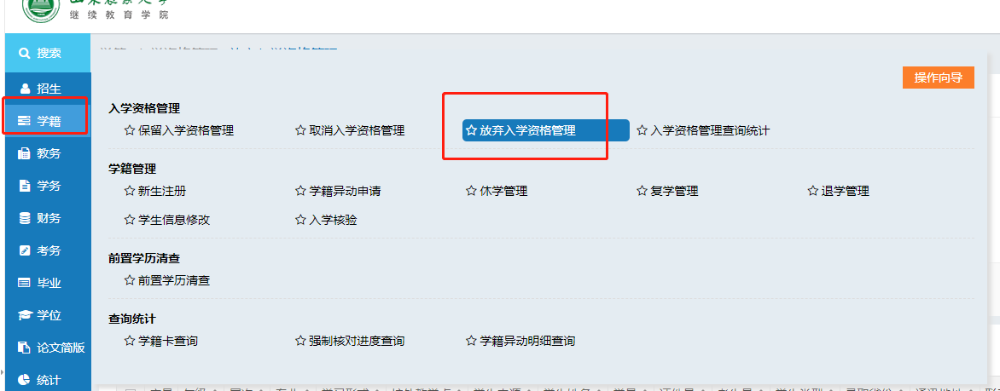 继续教育学院
搜索
招生
学籍
教务
学务
财务
考务
毕业
学位
论文简版
统计
操作向导
入学资格管理
保留入学资格管理 取消入学资格管理 放弃入学资格管理 入学资格管理查询统计
学籍管理
新生注册 学籍异动申请 休学管理 复学管理 退学管理
学生信息修改 入学核验
前置学历清查
前置学历清查
查询统计
学籍卡查询 强制核对进度查询 学籍异动明细查询